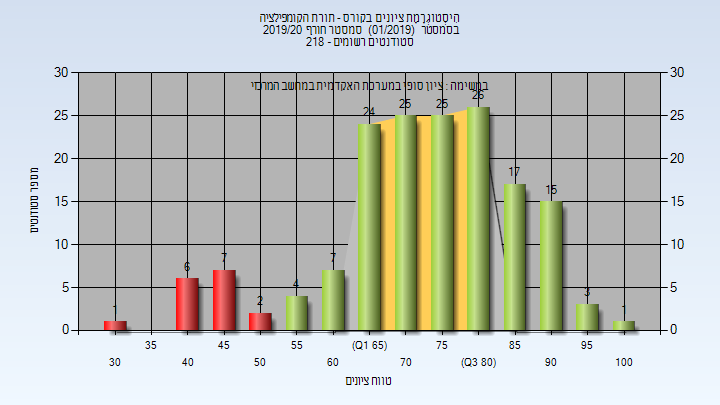 היסטוגרמת ציונים בקורס - תורת הקומפילציה
בסמסטר (01/2019) סמסטר חורף 2019/20
סטודנטים רשומים - 218
במשימה : ציון סופי במערכת האקדמית במחשב המרכזי
30 30
25 25
20 20
15 15
10 10
5 5
0 0
מספר סטודנטים
1 6 7 2 4 7 24 25 25 26 17 15 3 1
35 45 55 (Q1 65) 75 85 95
30 40 50 60 70 (Q3 80) 90 100
טווח ציונים